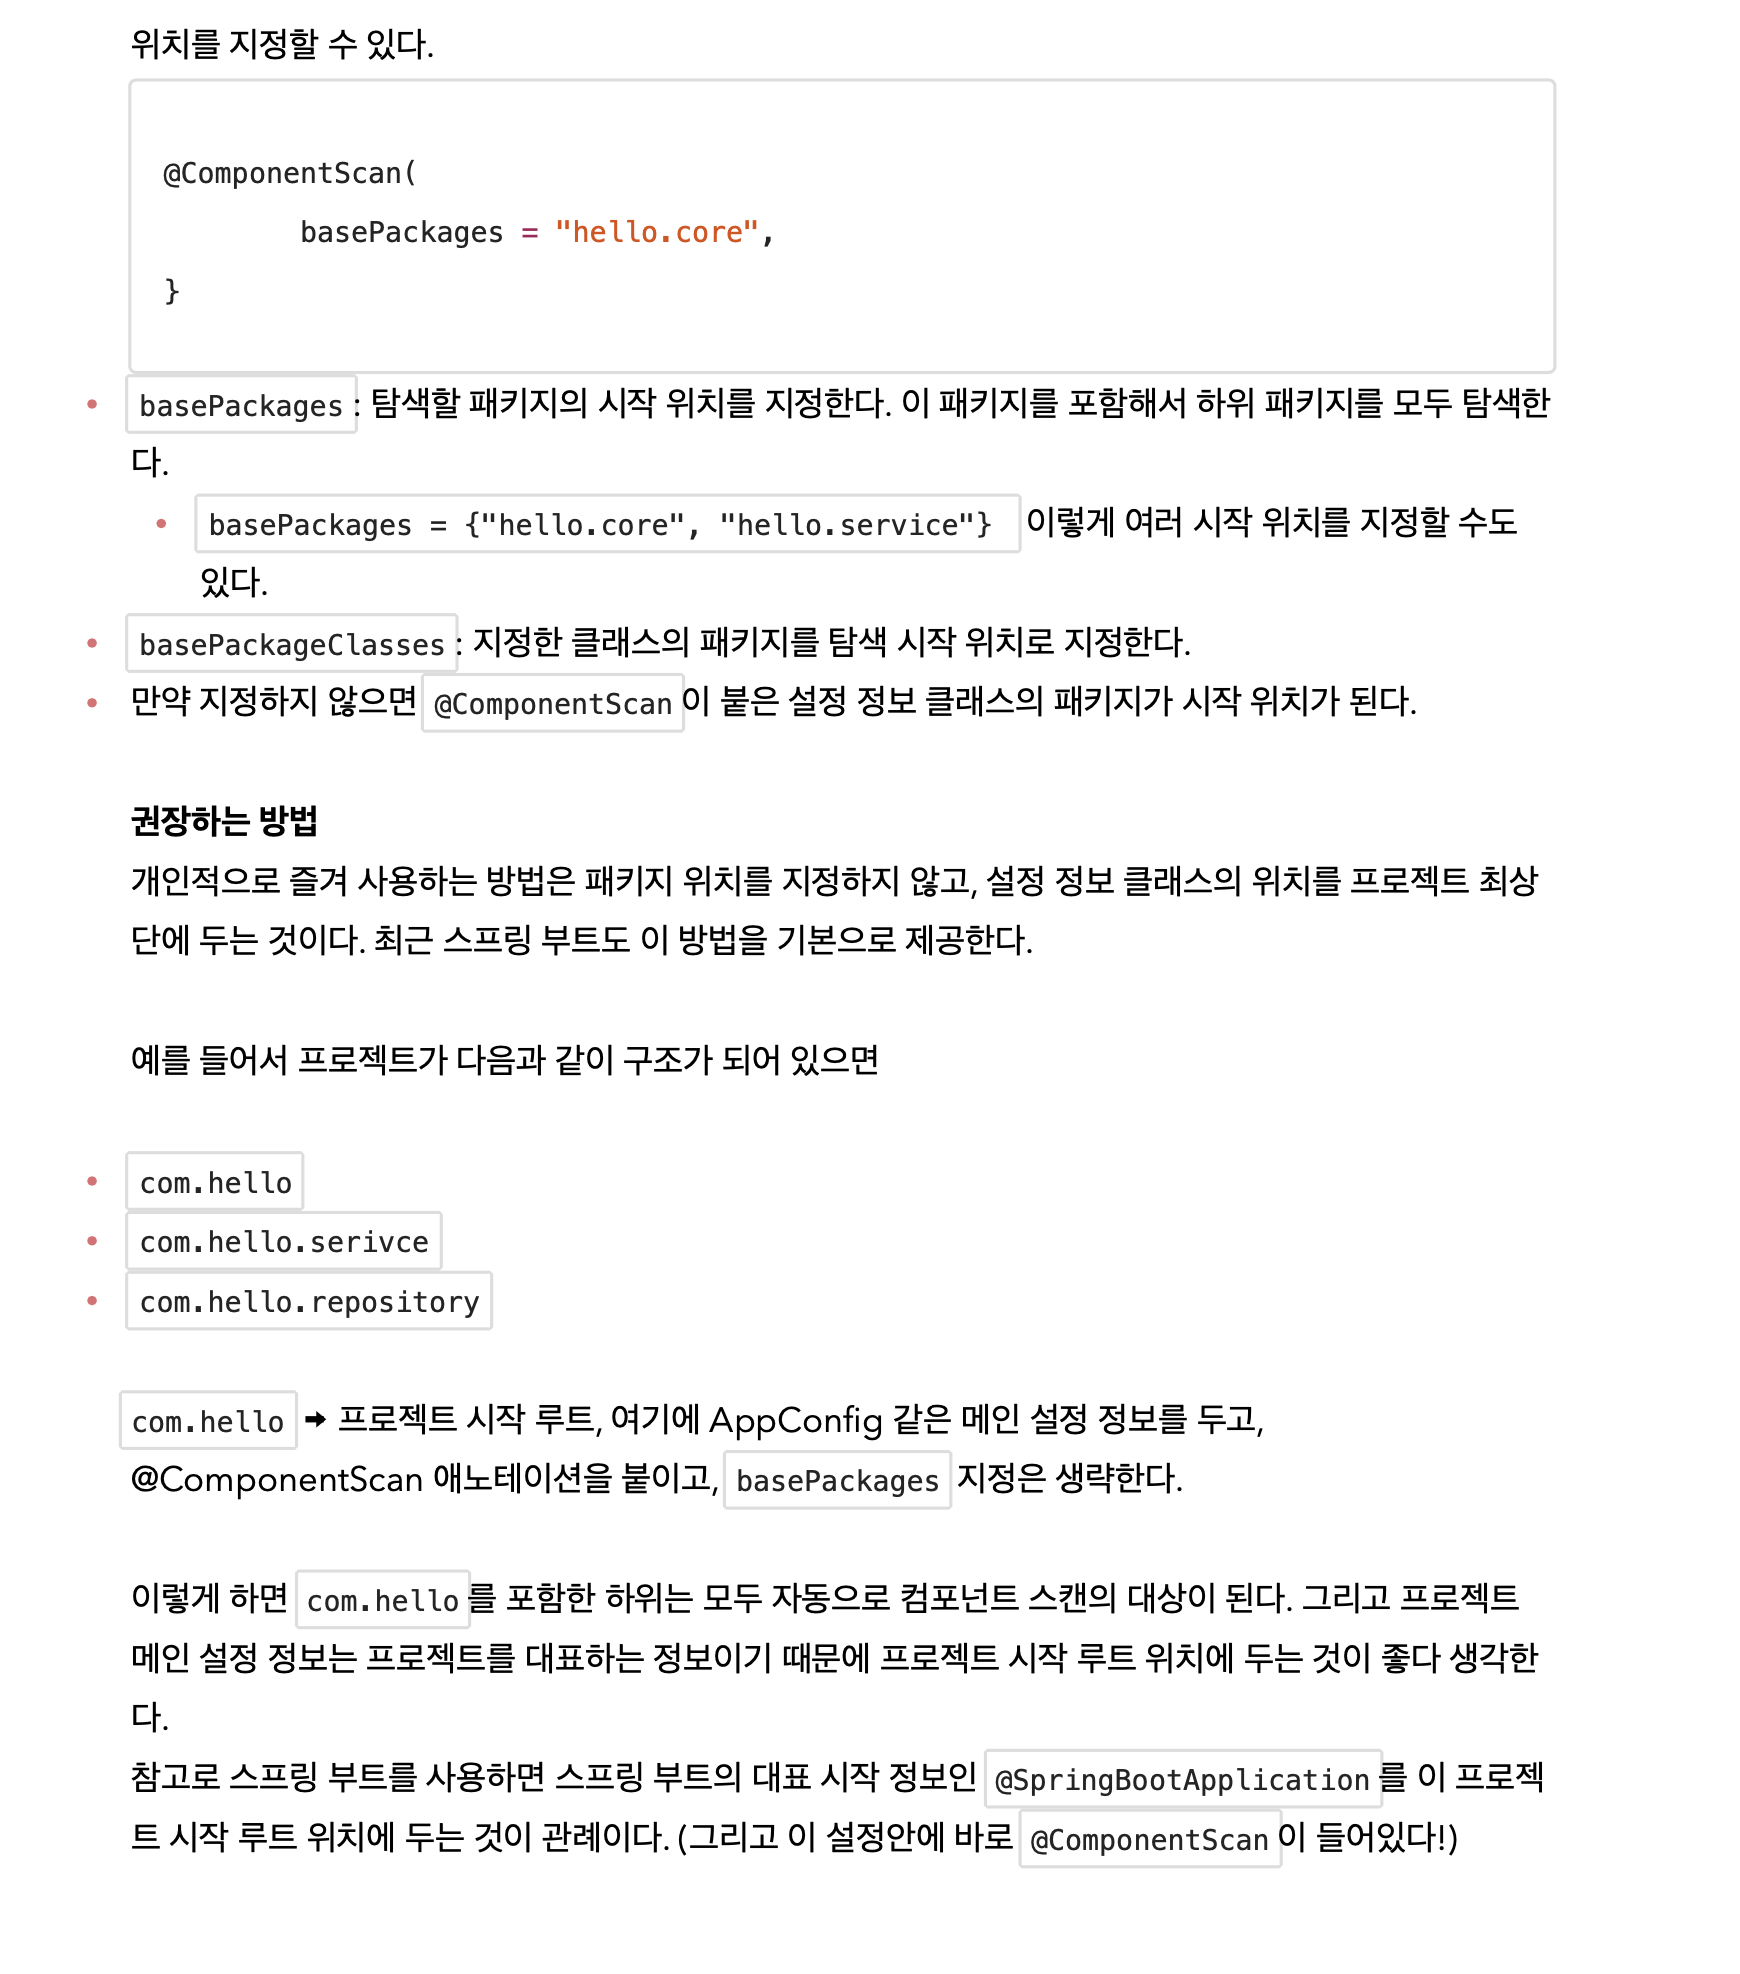 위치를 지정할 수 있다.
@ComponentScan(
basePackages = "hello.core",
}
• basePackages : 탐색할 패키지의 시작 위치를 지정한다. 이 패키지를 포함해서 하위 패키지를 모두 탐색한
다.
• basePackages = {"hello.core", "hello.service"} 이렇게 여러 시작 위치를 지정할 수도
있다.
• basePackageClasses : 지정한 클래스의 패키지를 탐색 시작 위치로 지정한다.
• 만약 지정하지 않으면 @ComponentScan 이 붙은 설정 정보 클래스의 패키지가 시작 위치가 된다.
권장하는 방법
개인적으로 즐겨 사용하는 방법은 패키지 위치를 지정하지 않고, 설정 정보 클래스의 위치를 프로젝트 최상
단에 두는 것이다. 최근 스프링 부트도 이 방법을 기본으로 제공한다.
예를 들어서 프로젝트가 다음과 같이 구조가 되어 있으면
• com.hello
• com.hello.serivce
• com.hello.repository
com.hello ➡ 프로젝트 시작 루트, 여기에 AppConfig 같은 메인 설정 정보를 두고,
@ComponentScan 애노테이션을 붙이고, basePackages 지정은 생략한다.
이렇게 하면 com.hello 를 포함한 하위는 모두 자동으로 컴포넌트 스캔의 대상이 된다. 그리고 프로젝트
메인 설정 정보는 프로젝트를 대표하는 정보이기 때문에 프로젝트 시작 루트 위치에 두는 것이 좋다 생각한
다.
참고로 스프링 부트를 사용하면 스프링 부트의 대표 시작 정보인 @SpringBootApplication 를 이 프로젝
트 시작 루트 위치에 두는 것이 관례이다. (그리고 이 설정안에 바로 @ComponentScan 이 들어있다!)